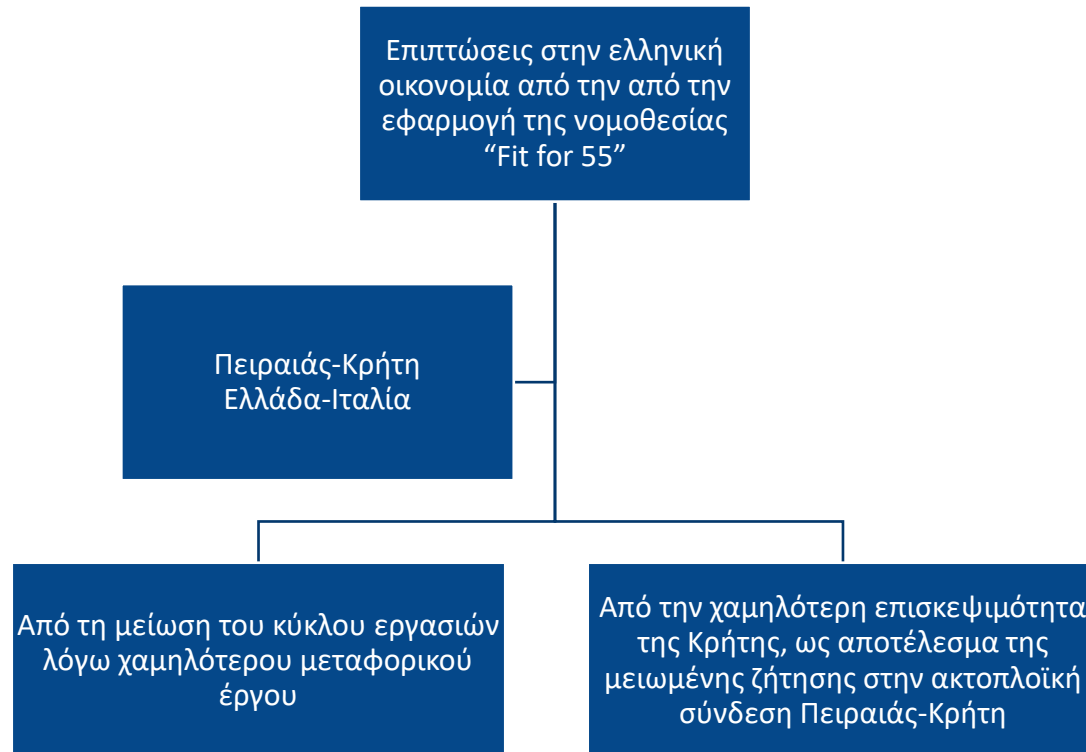 Επιπτώσεις στην ελληνική
οικονομία από την από την
εφαρμογή της νομοθεσίας
“Fit for 55”
Πειραιάς-Κρήτη
Ελλάδα-Ιταλία
Από τη μείωση του κύκλου εργασιών
λόγω χαμηλότερου μεταφορικού
έργου
Από την χαμηλότερη επισκεψιμότητα
της Κρήτης, ως αποτέλεσμα της
μειωμένης ζήτησης στην ακτοπλοϊκή
σύνδεση Πειραιάς-Κρήτη